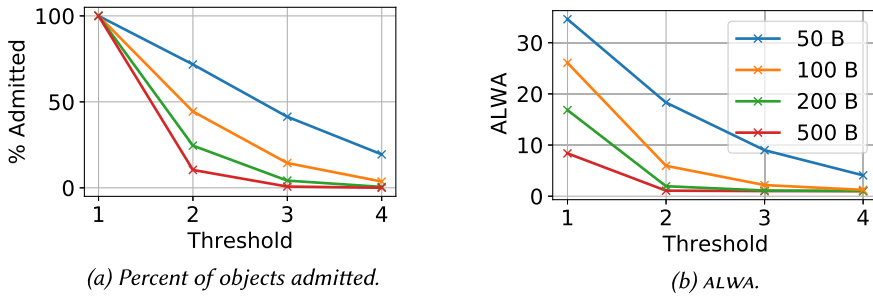 100
50
0
% Admitted
1 2 3 4
Threshold
(a) Percent of objects admitted.
30
20
10
0
ALWA
50 B
100 B
200 B
500 B
1 2 3 4
Threshold
(b) ALWA.